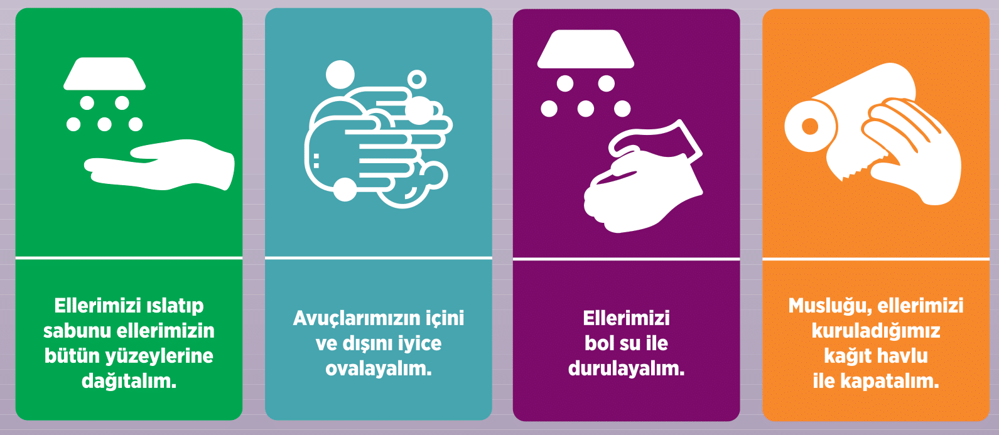 Ellerimizi ıslatıp
sabunu ellerimizin
bütün yüzeylerine
dağıtalım.
Avuçlarımızın içini
ve dışını iyice
ovalayalım.
Ellerimizi
bol su ile
durulayalım.
Musluğu, ellerimizi
kuruladığımız
kağıt havlu
ile kapatalım.